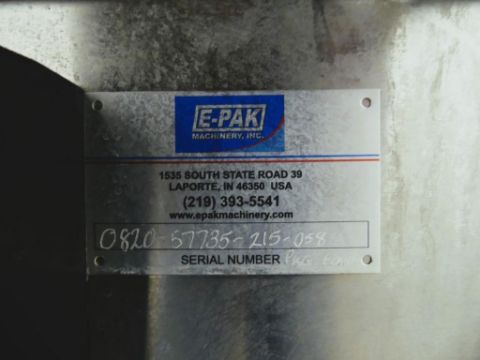 E-PAK
MACHINERY, INC.
1535 SOUTH STATE ROAD 39
LAPORTE, IN 46350 USA
(219) 393-5541
www.epakmachinery.com
0820-57735-215-058
SERIAL NUMBER